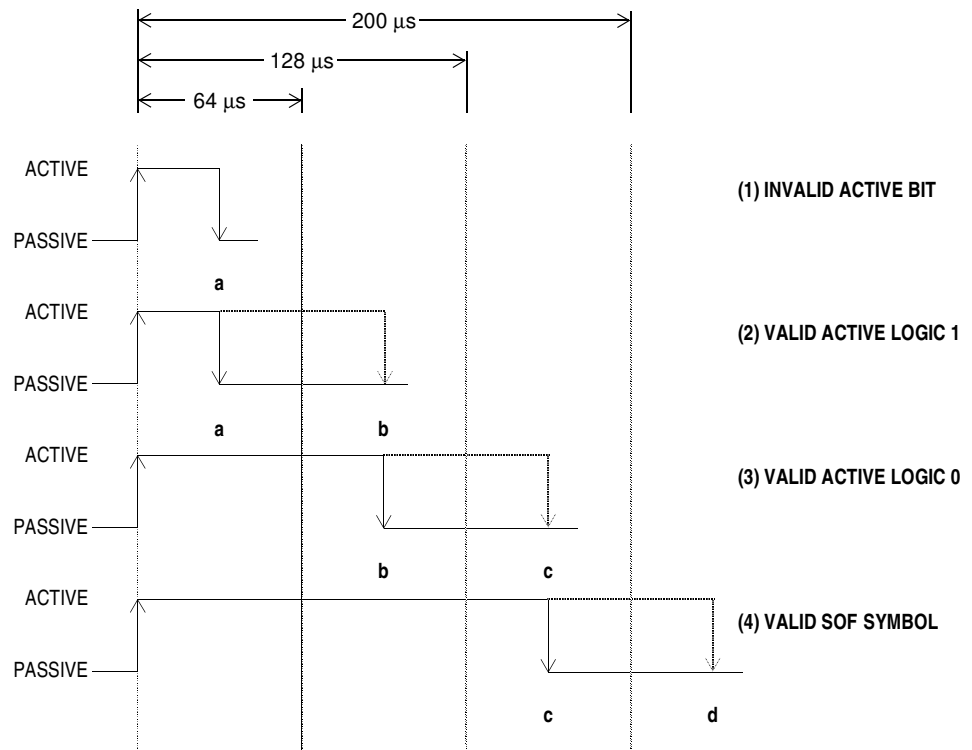 200 µs
128 µs
64 µs
ACTIVE
(1) INVALID ACTIVE BIT
PASSIVE
a
ACTIVE
(2) VALID ACTIVE LOGIC 1
PASSIVE
a b
ACTIVE
(3) VALID ACTIVE LOGIC 0
PASSIVE
b c
ACTIVE
(4) VALID SOF SYMBOL
PASSIVE
c d